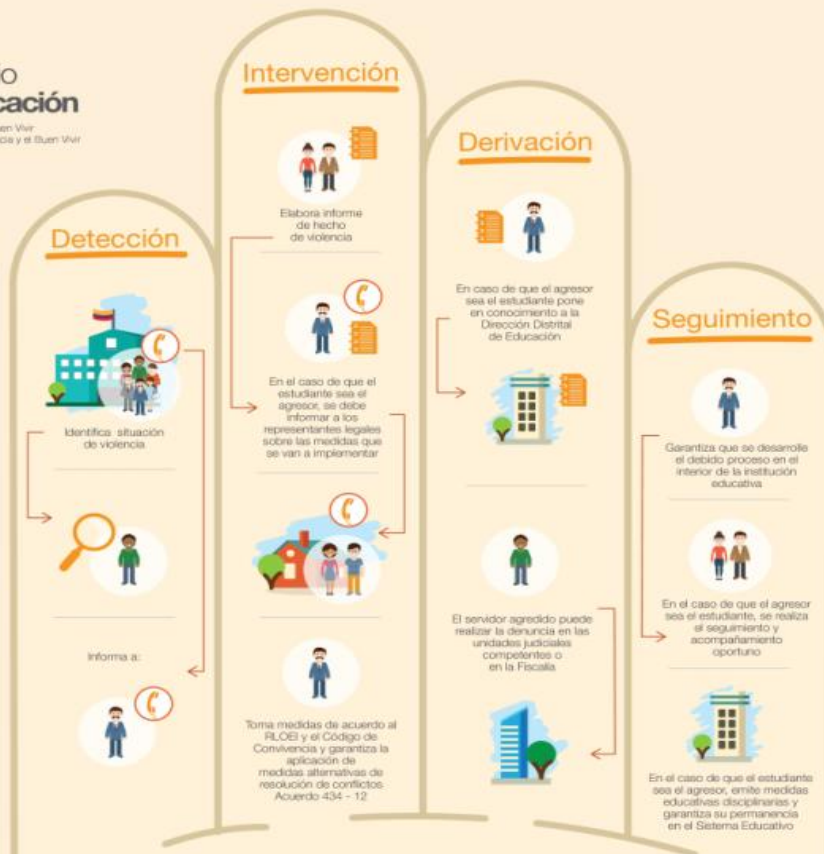 Detección
Identifica situación
de violencia
Informa a:
Intervención
Elabora informe
de hecho
de violencia
En el caso de que el
estudiante sea el
agresor, se debe
informar a los
representantes legales
sobre las medidas que
se van a implementar
Toma medidas de acuerdo al
RLOEI y el Código de
Convivencia y garantiza la
aplicación de
medidas alternativas de
resolución de conflictos
Acuerdo 434 - 12
Derivación
En caso de que el agresor
sea el estudiante pone
en conocimiento a la
Dirección Distrital
de Educación
El servidor agredido puede
realizar la denuncia en las
unidades judiciales
competentes o
en la Fiscalía
Seguimiento
Garantiza que se desarrolle
el debido proceso en el
interior de la institución
educativa
En el caso de que el agresor
sea el estudiante, se realiza
el seguimiento y
acompañamiento
oportuno
En el caso de que el estudiante
sea el agresor, emite medidas
educativas disciplinarias y
garantiza su permanencia
en el Sistema Educativo